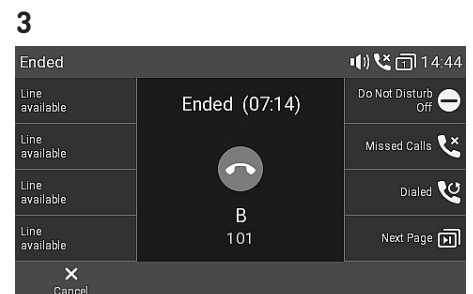 3
Ended
14:44
Line
available
Ended (07:14)
Do Not Disturb
Off
Line
available
Missed Calls
Line
available
Dialed
B
Line
available
101
Next Page
Cancel